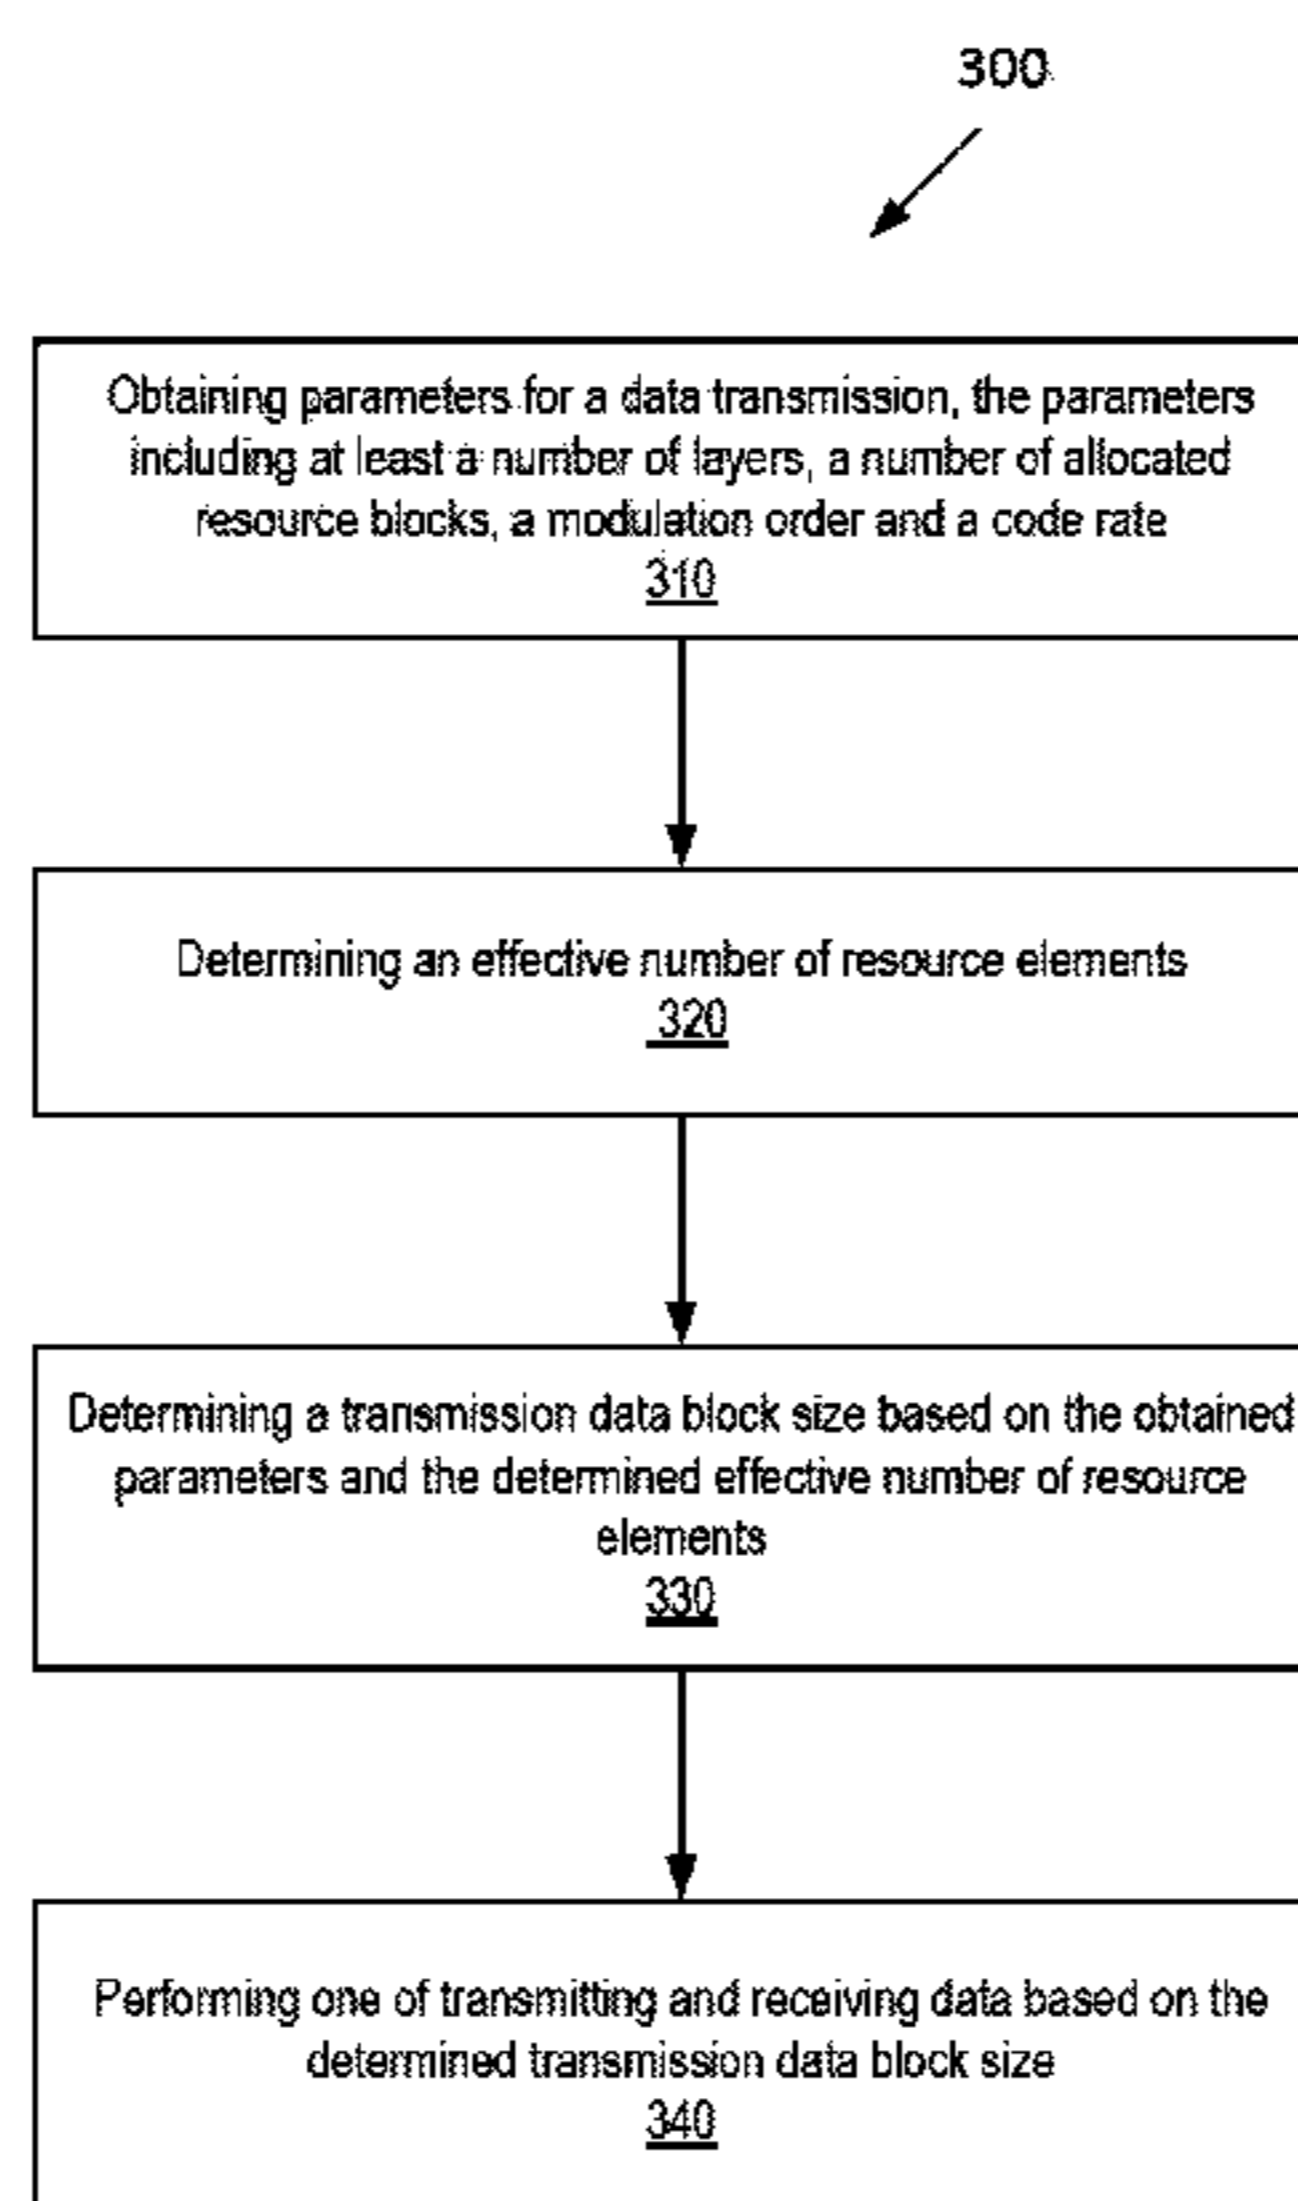 300
Obtaining parameters for a data transmission, the parameters
including at least a number of layers, a number of allocated
resource blocks, a modulation order and a code rate
310
Determining an effective number of resource elements
320
Determining a transmission data block size based on the obtained
parameters and the determined effective number of resource
elements
330
Performing one of transmitting and receiving data based on the
determined transmission data block size
340